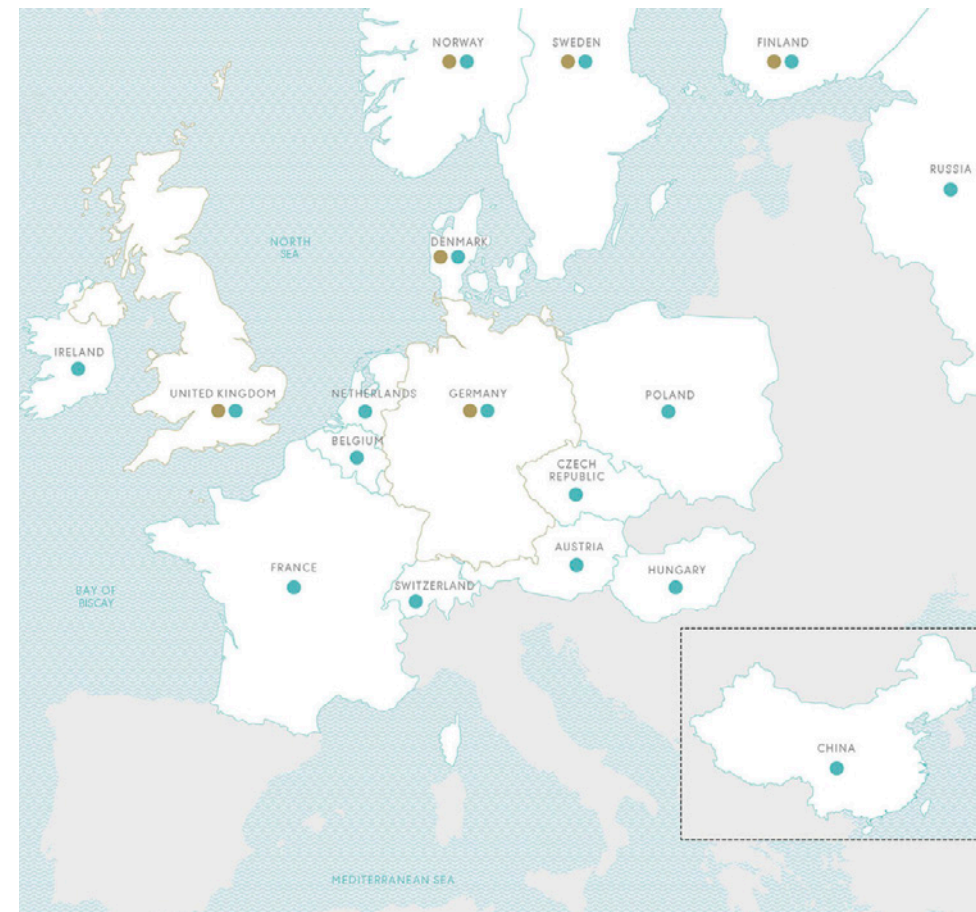 NORWAY
SWEDEN
FINLAND
RUSSIA
NORTH
SEA
DENMARK
IRELAND
UNITED KINGDOM
NETHERLANDS
GERMANY
POLAND
BELGIUM
CZECH
REPUBLIC
AUSTRIA
FRANCE
SWITZERLAND
HUNGARY
BAY OF
BISCAY
CHINA
MEDITERRANEAN SEA